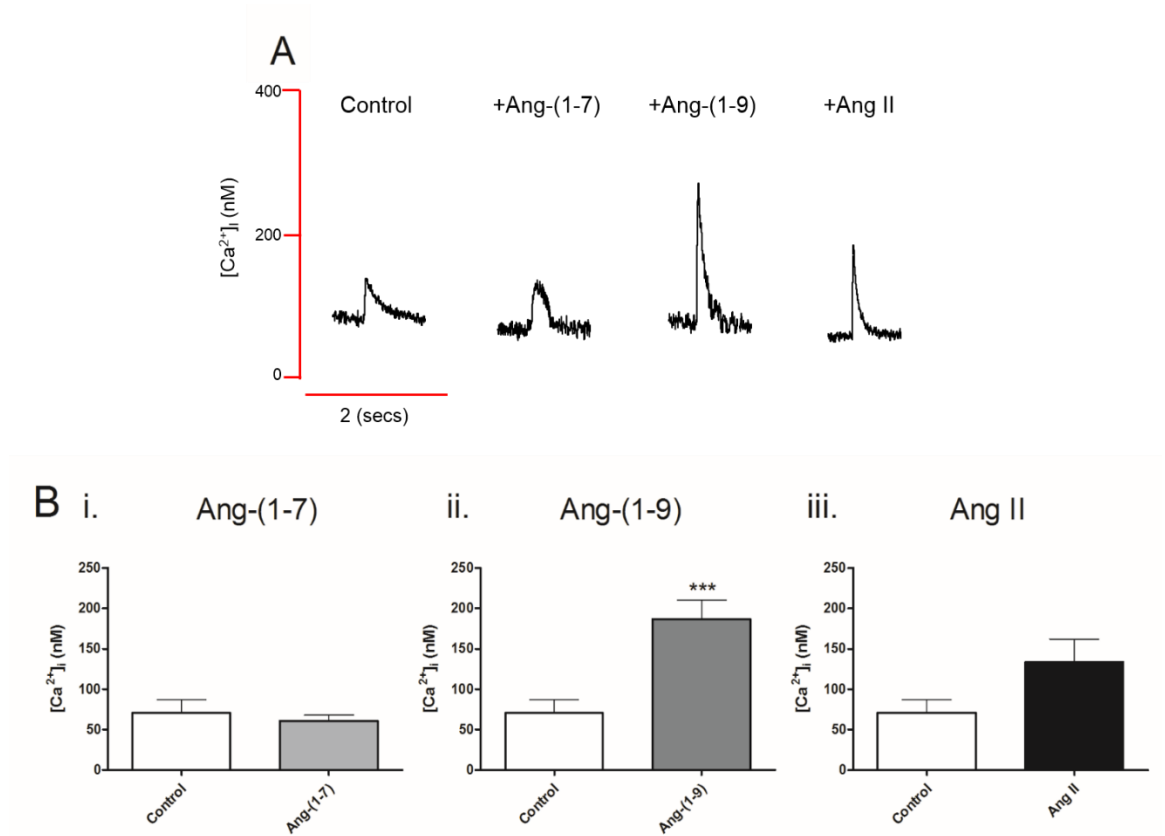 A
Control +Ang-(1-7) +Ang-(1-9) +Ang II
400
200
0
[Ca²⁺]ᵢ (nM)
2 (secs)
B i. Ang-(1-7) ii. Ang-(1-9) iii. Ang II
[Ca²⁺]ᵢ (nM)
250
200
150
100
50
0
Control Ang-(1-7)
[Ca²⁺]ᵢ (nM)
250
200
150
100
50
0
***
Control Ang-(1-9)
[Ca²⁺]ᵢ (nM)
250
200
150
100
50
0
Control Ang II